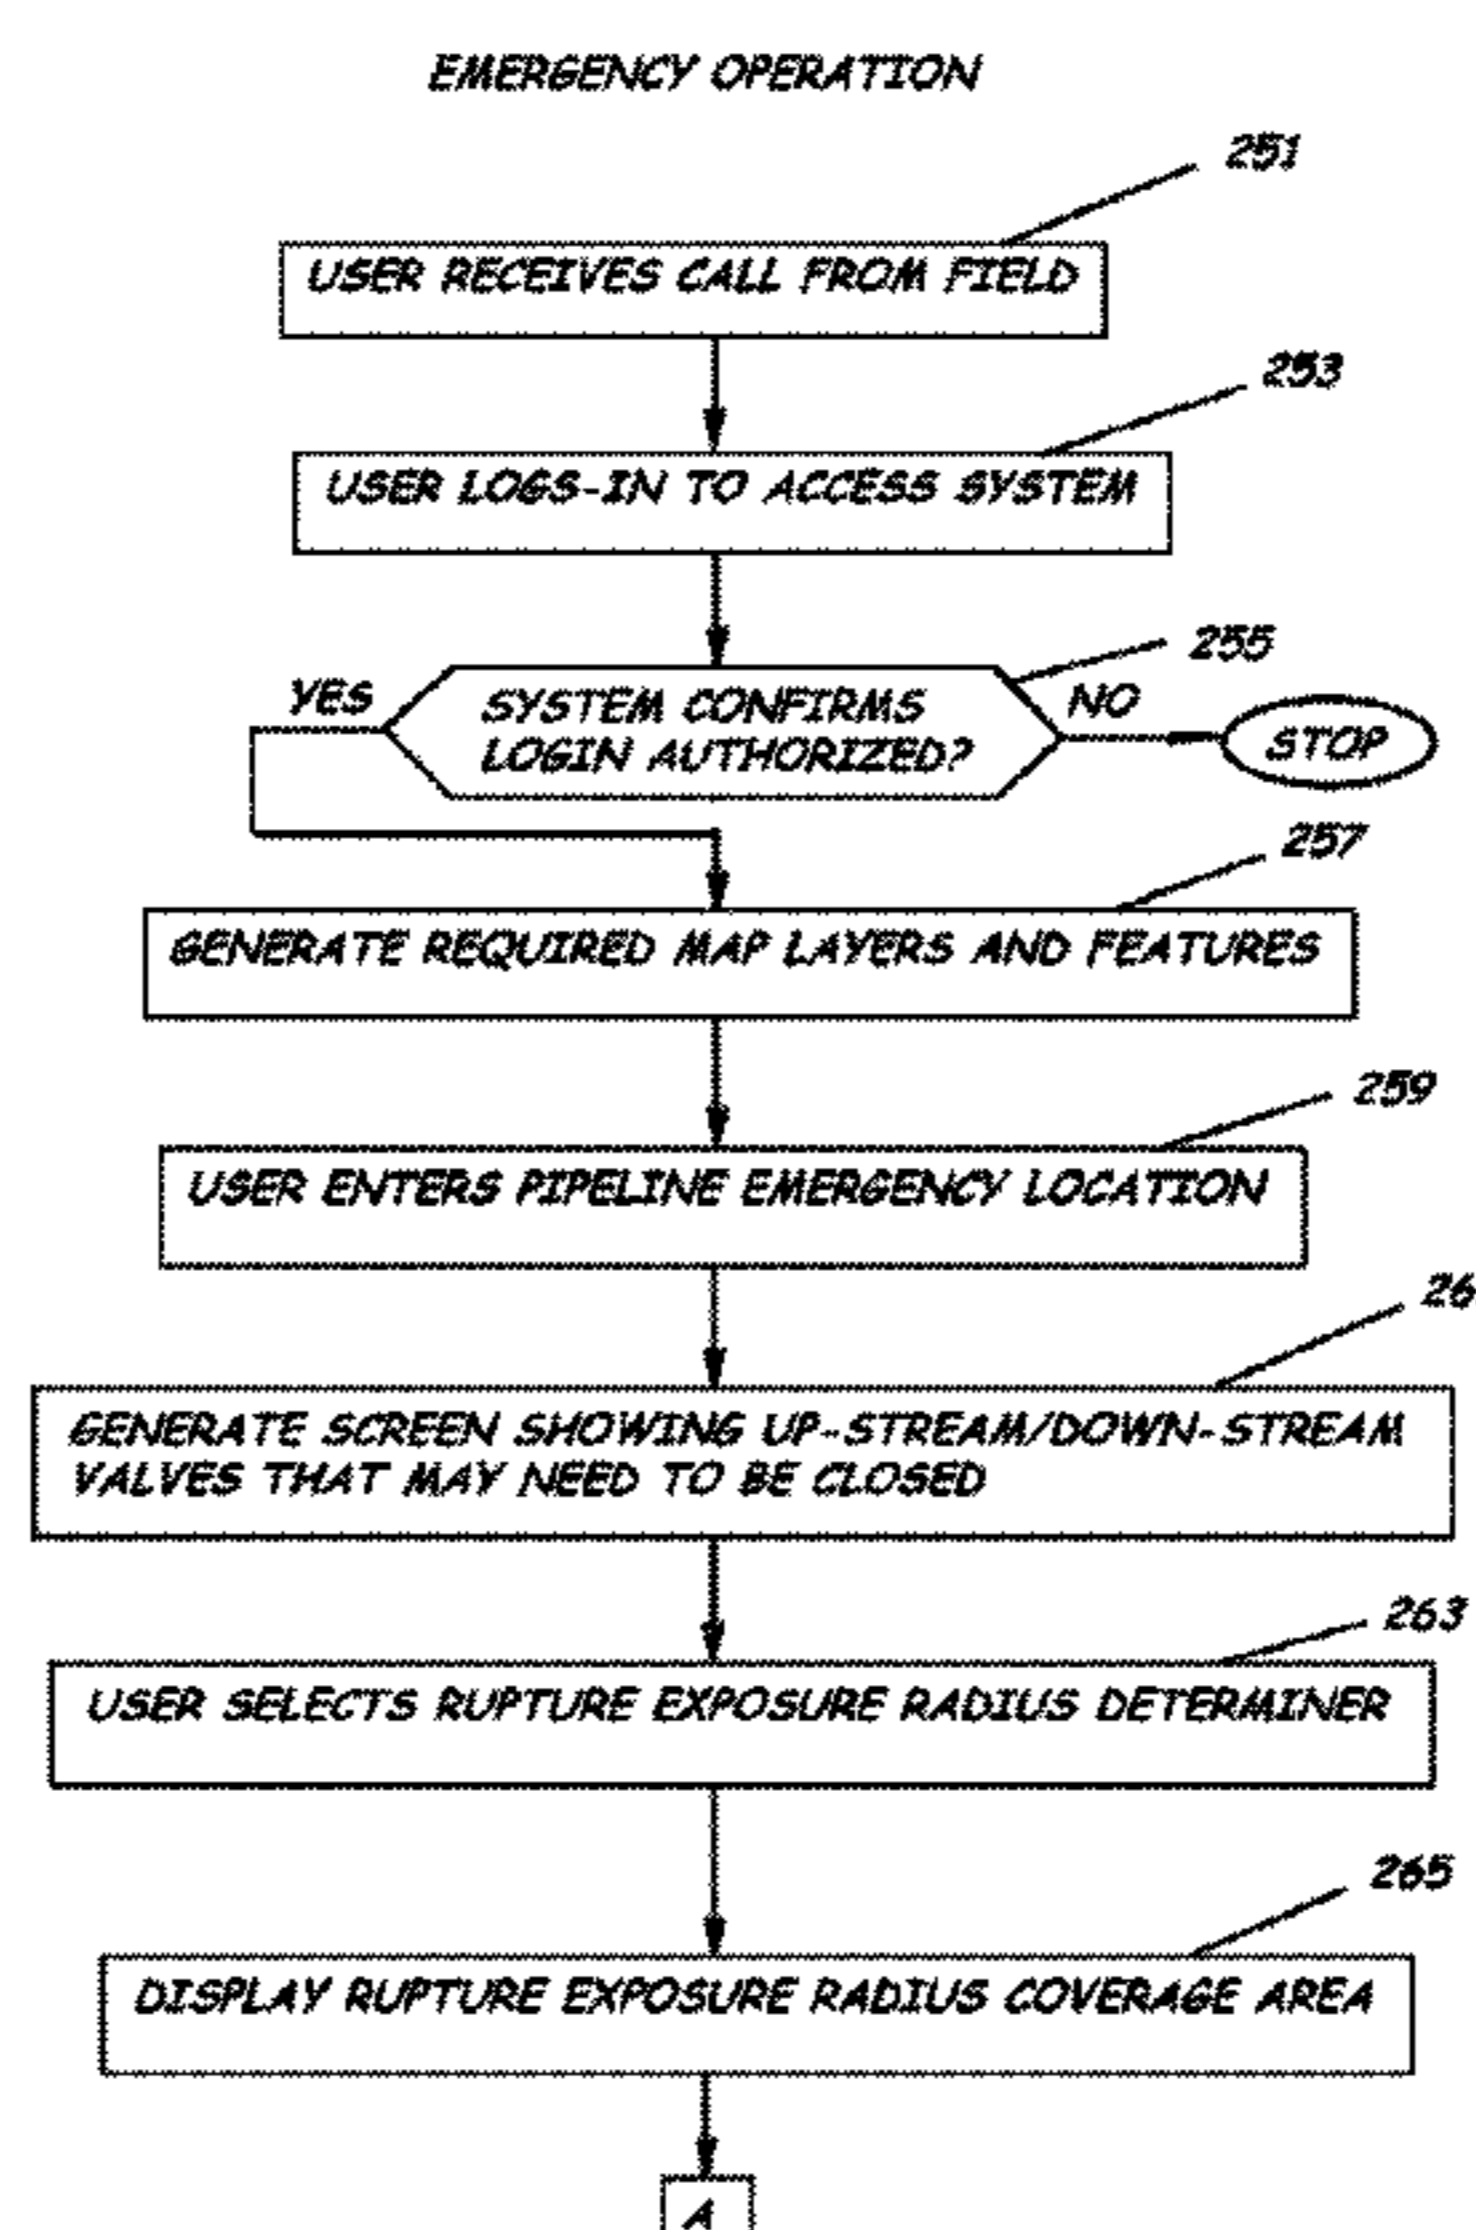 EMERGENCY OPERATION
251
USER RECEIVES CALL FROM FIELD
253
USER LOGS-IN TO ACCESS SYSTEM
255
YES
SYSTEM CONFIRMS
LOGIN AUTHORIZED?
NO
STOP
257
GENERATE REQUIRED MAP LAYERS AND FEATURES
259
USER ENTERS PIPELINE EMERGENCY LOCATION
26
GENERATE SCREEN SHOWING UP-STREAM/DOWN-STREAM
VALVES THAT MAY NEED TO BE CLOSED
263
USER SELECTS RUPTURE EXPOSURE RADIUS DETERMINER
265
DISPLAY RUPTURE EXPOSURE RADIUS COVERAGE AREA
A